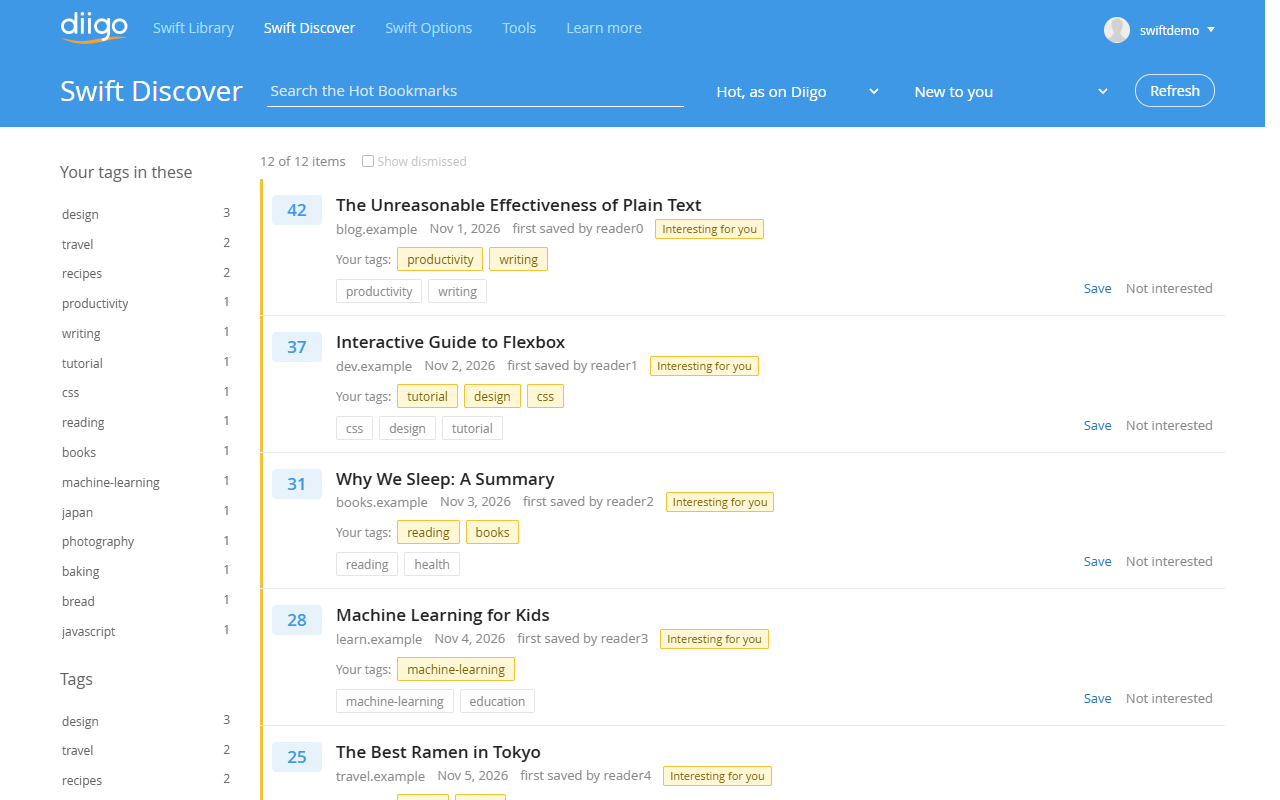 diigo Swift Library Swift Discover Swift Options Tools Learn more swiftdemo
Swift Discover Search the Hot Bookmarks Hot, as on Diigo New to you Refresh
Your tags in these
design 3
travel 2
recipes 2
productivity 1
writing 1
tutorial 1
css 1
reading 1
books 1
machine-learning 1
japan 1
photography 1
baking 1
bread 1
javascript 1
Tags
design 3
travel 2
recipes 2
12 of 12 items Show dismissed
42 The Unreasonable Effectiveness of Plain Text
blog.example Nov 1, 2026 first saved by reader0 Interesting for you
Your tags: productivity writing
productivity writing
Save Not interested
37 Interactive Guide to Flexbox
dev.example Nov 2, 2026 first saved by reader1 Interesting for you
Your tags: tutorial design css
css design tutorial
Save Not interested
31 Why We Sleep: A Summary
books.example Nov 3, 2026 first saved by reader2 Interesting for you
Your tags: reading books
reading health
Save Not interested
28 Machine Learning for Kids
learn.example Nov 4, 2026 first saved by reader3 Interesting for you
Your tags: machine-learning
machine-learning education
Save Not interested
25 The Best Ramen in Tokyo
travel.example Nov 5, 2026 first saved by reader4 Interesting for you